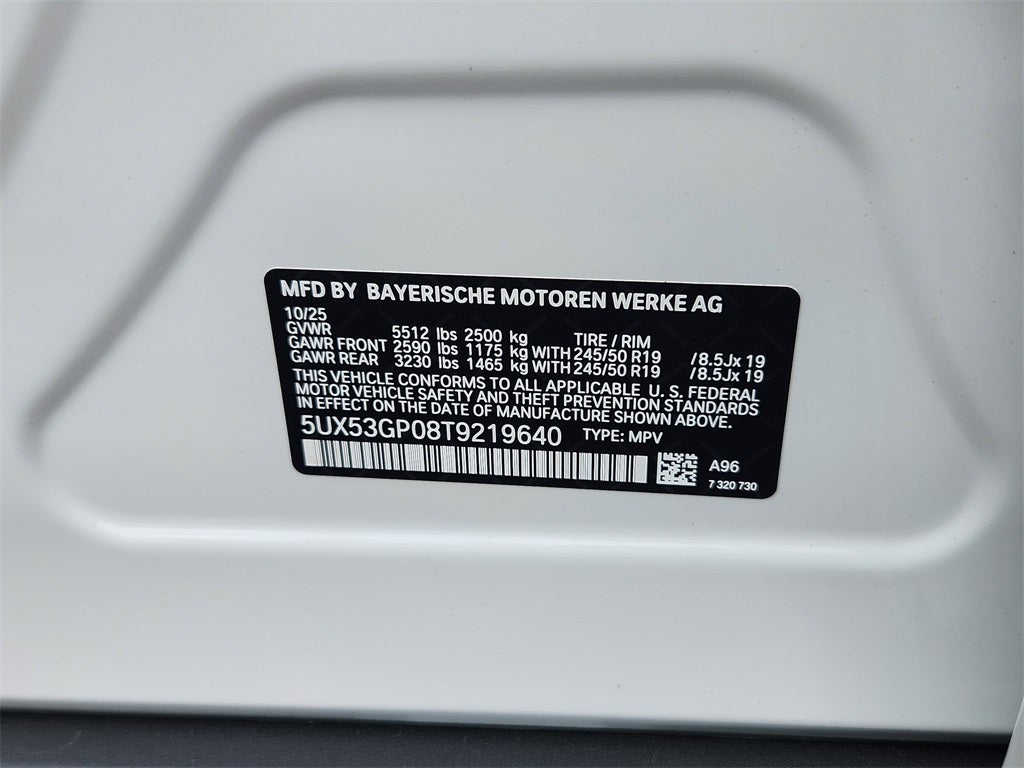 MFD BY BAYERISCHE MOTOREN WERKE AG
10/25
GVWR 5512 lbs 2500 kg TIRE / RIM
GAWR FRONT 2590 lbs 1175 kg WITH 245/50 R19 /8.5Jx 19
GAWR REAR 3230 lbs 1465 kg WITH 245/50 R19 /8.5Jx 19
THIS VEHICLE CONFORMS TO ALL APPLICABLE U. S. FEDERAL
MOTOR VEHICLE SAFETY AND THEFT PREVENTION STANDARDS
IN EFFECT ON THE DATE OF MANUFACTURE SHOWN ABOVE.
5UX53GP08T9219640 TYPE: MPV
A96
7 320 730